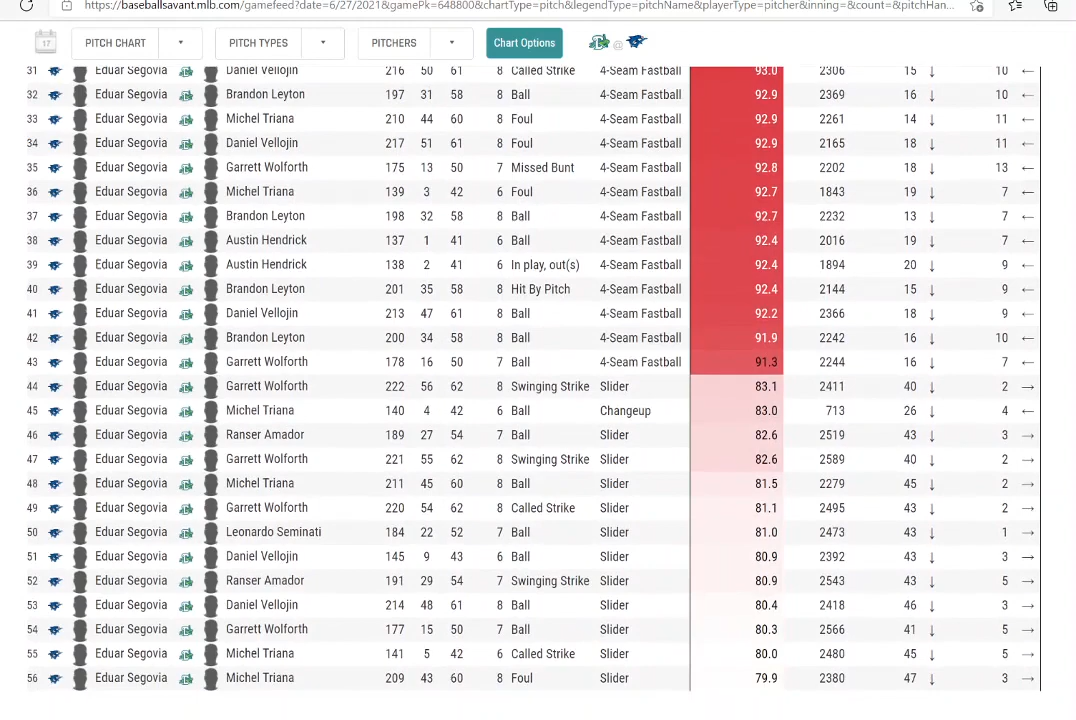 https://baseballsavant.mlb.com/gamefeed?date=6/27/2021&gamePk=648800&chartType=pitch&legendType=pitchName&playerType=pitcher&inning=&count=&pitchHan...
17 PITCH CHART PITCH TYPES PITCHERS Chart Options @
31 Eduar Segovia Daniel Vellojin 216 50 61 8 Called Strike 4-Seam Fastball 93.0 2306 15 ↓ 10 ←
32 Eduar Segovia Brandon Leyton 197 31 58 8 Ball 4-Seam Fastball 92.9 2369 16 ↓ 10 ←
33 Eduar Segovia Michel Triana 210 44 60 8 Foul 4-Seam Fastball 92.9 2261 14 ↓ 11 ←
34 Eduar Segovia Daniel Vellojin 217 51 61 8 Foul 4-Seam Fastball 92.9 2165 18 ↓ 11 ←
35 Eduar Segovia Garrett Wolforth 175 13 50 7 Missed Bunt 4-Seam Fastball 92.8 2202 18 ↓ 13 ←
36 Eduar Segovia Michel Triana 139 3 42 6 Foul 4-Seam Fastball 92.7 1843 19 ↓ 7 ←
37 Eduar Segovia Brandon Leyton 198 32 58 8 Ball 4-Seam Fastball 92.7 2232 13 ↓ 7 ←
38 Eduar Segovia Austin Hendrick 137 1 41 6 Ball 4-Seam Fastball 92.4 2016 19 ↓ 7 ←
39 Eduar Segovia Austin Hendrick 138 2 41 6 In play, out(s) 4-Seam Fastball 92.4 1894 20 ↓ 9 ←
40 Eduar Segovia Brandon Leyton 201 35 58 8 Hit By Pitch 4-Seam Fastball 92.4 2144 15 ↓ 9 ←
41 Eduar Segovia Daniel Vellojin 213 47 61 8 Ball 4-Seam Fastball 92.2 2366 18 ↓ 9 ←
42 Eduar Segovia Brandon Leyton 200 34 58 8 Ball 4-Seam Fastball 91.9 2242 16 ↓ 10 ←
43 Eduar Segovia Garrett Wolforth 178 16 50 7 Ball 4-Seam Fastball 91.3 2244 16 ↓ 7 ←
44 Eduar Segovia Garrett Wolforth 222 56 62 8 Swinging Strike Slider 83.1 2411 40 ↓ 2 →
45 Eduar Segovia Michel Triana 140 4 42 6 Ball Changeup 83.0 713 26 ↓ 4 ←
46 Eduar Segovia Ranser Amador 189 27 54 7 Ball Slider 82.6 2519 43 ↓ 3 →
47 Eduar Segovia Garrett Wolforth 221 55 62 8 Swinging Strike Slider 82.6 2589 40 ↓ 2 →
48 Eduar Segovia Michel Triana 211 45 60 8 Ball Slider 81.5 2279 45 ↓ 2 →
49 Eduar Segovia Garrett Wolforth 220 54 62 8 Called Strike Slider 81.1 2495 43 ↓ 2 →
50 Eduar Segovia Leonardo Seminati 184 22 52 7 Ball Slider 81.0 2473 43 ↓ 1 →
51 Eduar Segovia Daniel Vellojin 145 9 43 6 Ball Slider 80.9 2392 43 ↓ 3 →
52 Eduar Segovia Ranser Amador 191 29 54 7 Swinging Strike Slider 80.9 2543 43 ↓ 5 →
53 Eduar Segovia Daniel Vellojin 214 48 61 8 Ball Slider 80.4 2418 46 ↓ 3 →
54 Eduar Segovia Garrett Wolforth 177 15 50 7 Ball Slider 80.3 2566 41 ↓ 5 →
55 Eduar Segovia Michel Triana 141 5 42 6 Called Strike Slider 80.0 2480 45 ↓ 5 →
56 Eduar Segovia Michel Triana 209 43 60 8 Foul Slider 79.9 2380 47 ↓ 3 →